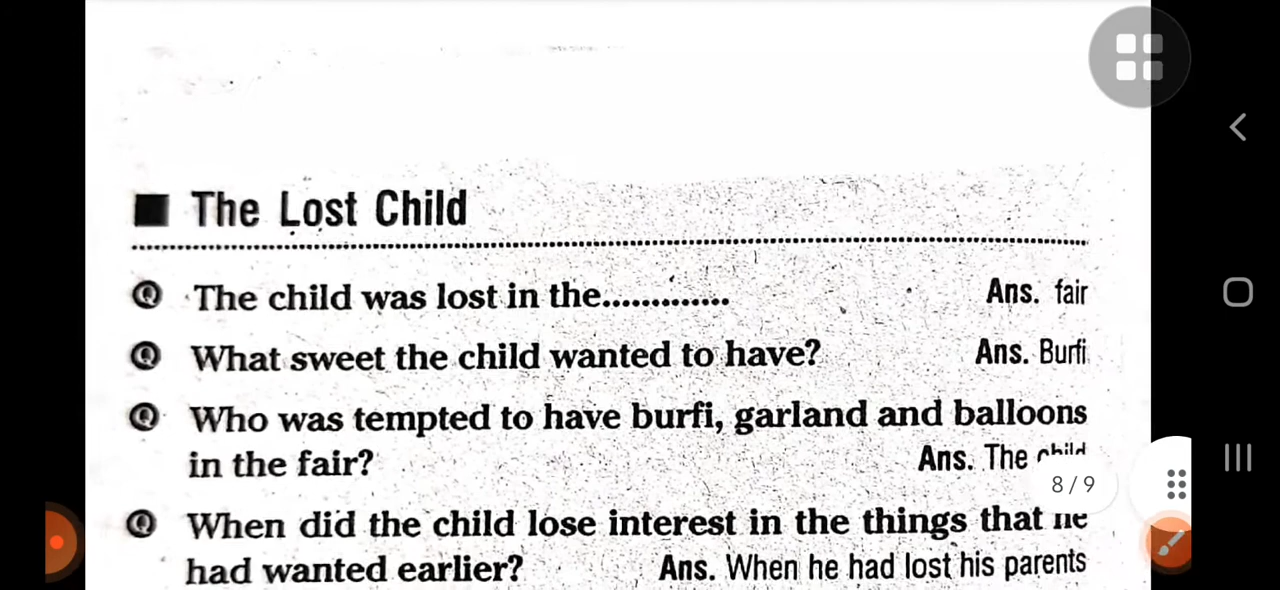 The Lost Child
The child was lost in the............. Ans. fair
What sweet the child wanted to have? Ans. Burfi
Who was tempted to have burfi, garland and balloons
in the fair? Ans. The child
8 / 9
When did the child lose interest in the things that he
had wanted earlier? Ans. When he had lost his parents